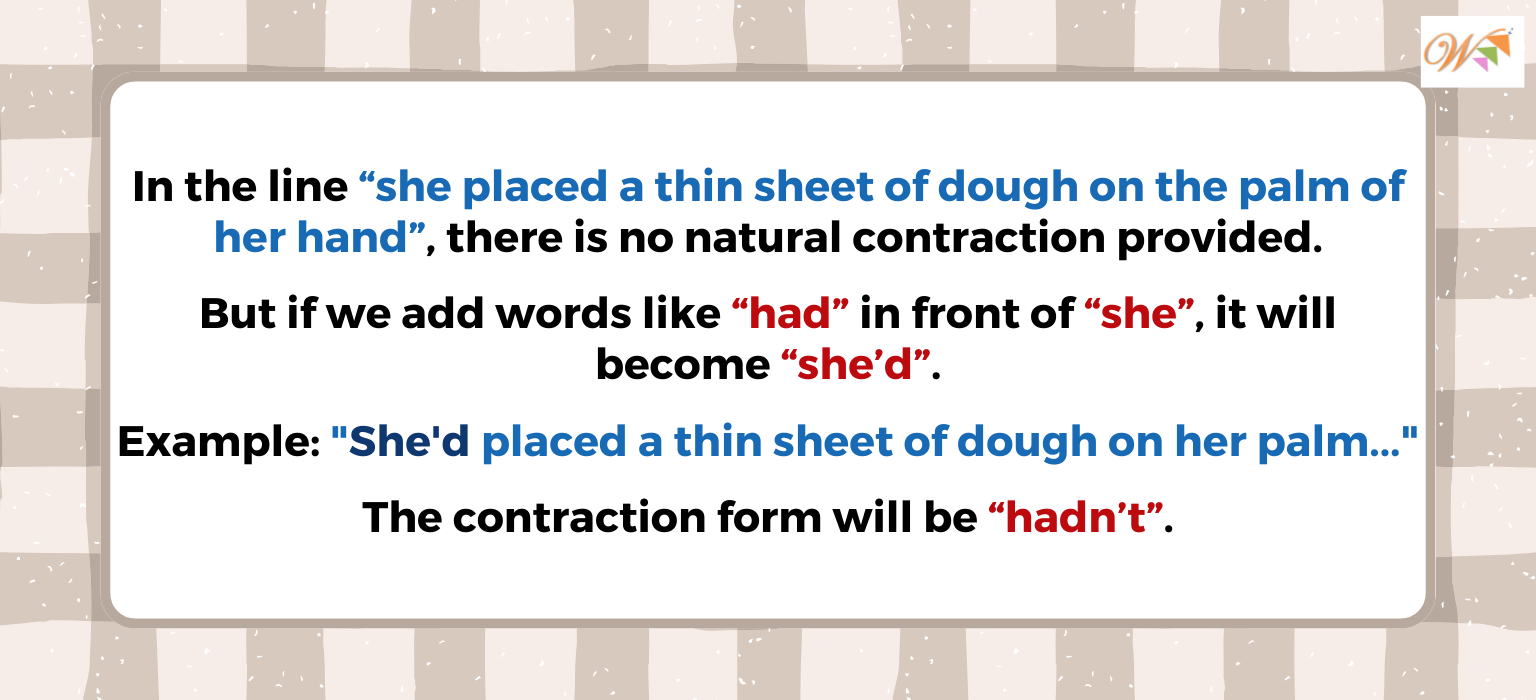 W
In the line “she placed a thin sheet of dough on the palm of
her hand”, there is no natural contraction provided.
But if we add words like “had” in front of “she”, it will
become “she’d”.
Example: "She'd placed a thin sheet of dough on her palm..."
The contraction form will be “hadn’t”.